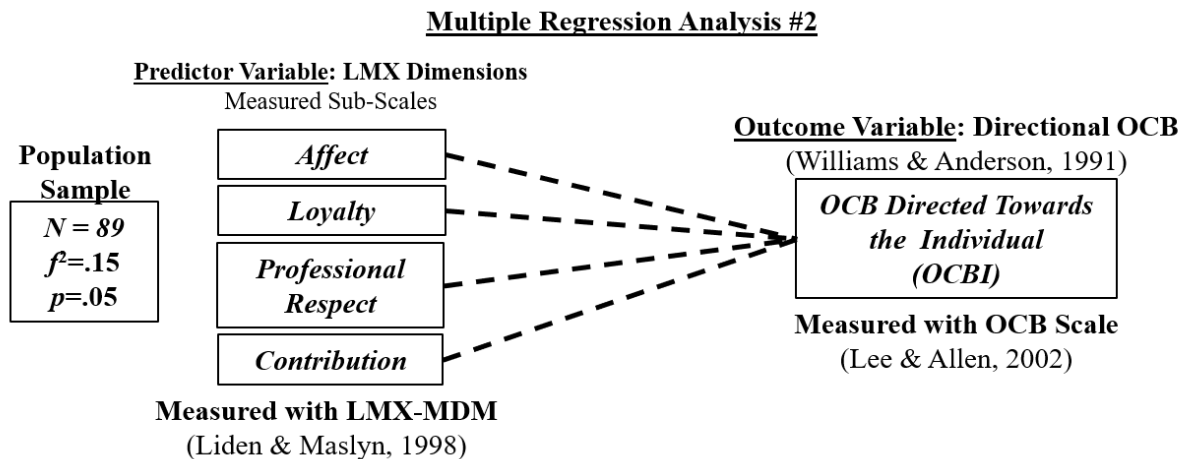 Multiple Regression Analysis #2
Predictor Variable: LMX Dimensions
Measured Sub-Scales
Population
Sample
N = 89
f²=.15
p=.05
Affect
Loyalty
Professional
Respect
Contribution
Measured with LMX-MDM
(Liden & Maslyn, 1998)
Outcome Variable: Directional OCB
(Williams & Anderson, 1991)
OCB Directed Towards
the Individual
(OCBI)
Measured with OCB Scale
(Lee & Allen, 2002)